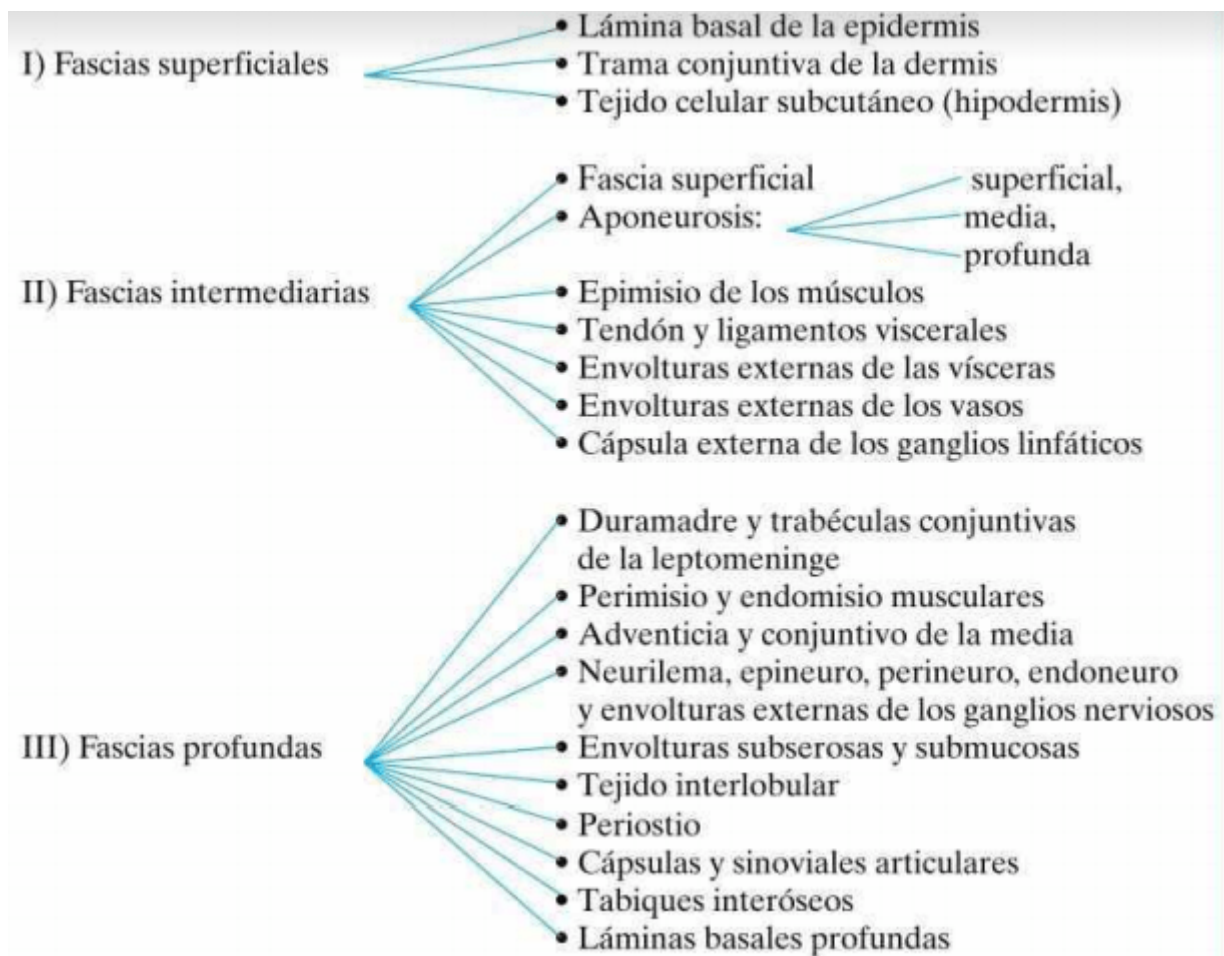 • Lámina basal de la epidermis
I) Fascias superficiales
• Trama conjuntiva de la dermis
• Tejido celular subcutáneo (hipodermis)
• Fascia superficial
superficial,
• Aponeurosis:
media,
profunda
II) Fascias intermediarias
• Epimisio de los músculos
• Tendón y ligamentos viscerales
• Envolturas externas de las vísceras
• Envolturas externas de los vasos
• Cápsula externa de los ganglios linfáticos
• Duramadre y trabéculas conjuntivas
de la leptomeninge
• Perimisio y endomisio musculares
• Adventicia y conjuntivo de la media
• Neurilema, epineuro, perineuro, endoneuro
y envolturas externas de los ganglios nerviosos
III) Fascias profundas
• Envolturas subserosas y submucosas
• Tejido interlobular
• Periostio
• Cápsulas y sinoviales articulares
• Tabiques interóseos
• Láminas basales profundas